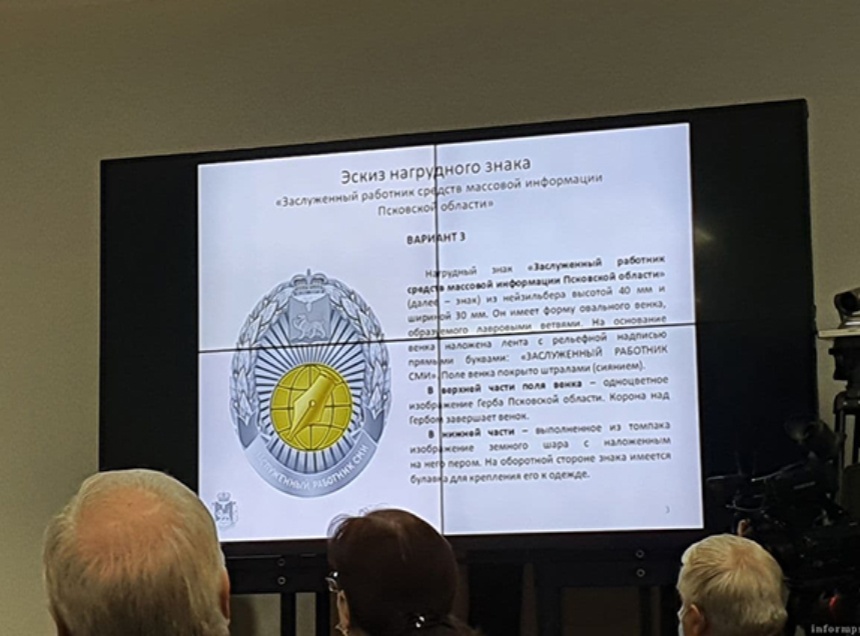 Эскиз нагрудного знака
«Заслуженный работник средств массовой информации
Псковской области»
ВАРИАНТ 3
Нагрудный знак «Заслуженный работник
средств массовой информации Псковской области»
(далее – знак) из нейзильбера высотой 40 мм и
шириной 30 мм. Он имеет форму овального венка,
образуемого лавровыми ветвями. На основание
венка наложена лента с рельефной надписью
прямыми буквами: «ЗАСЛУЖЕННЫЙ РАБОТНИК
СМИ». Поле венка покрыто штралами (сиянием).
В верхней части поля венка – одноцветное
изображение Герба Псковской области. Корона над
Гербом завершает венок.
В нижней части – выполненное из томпака
изображение земного шара с наложенным
на него пером. На оборотной стороне знака имеется
булавка для крепления его к одежде.
ЗАСЛУЖЕННЫЙ РАБОТНИК СМИ
3